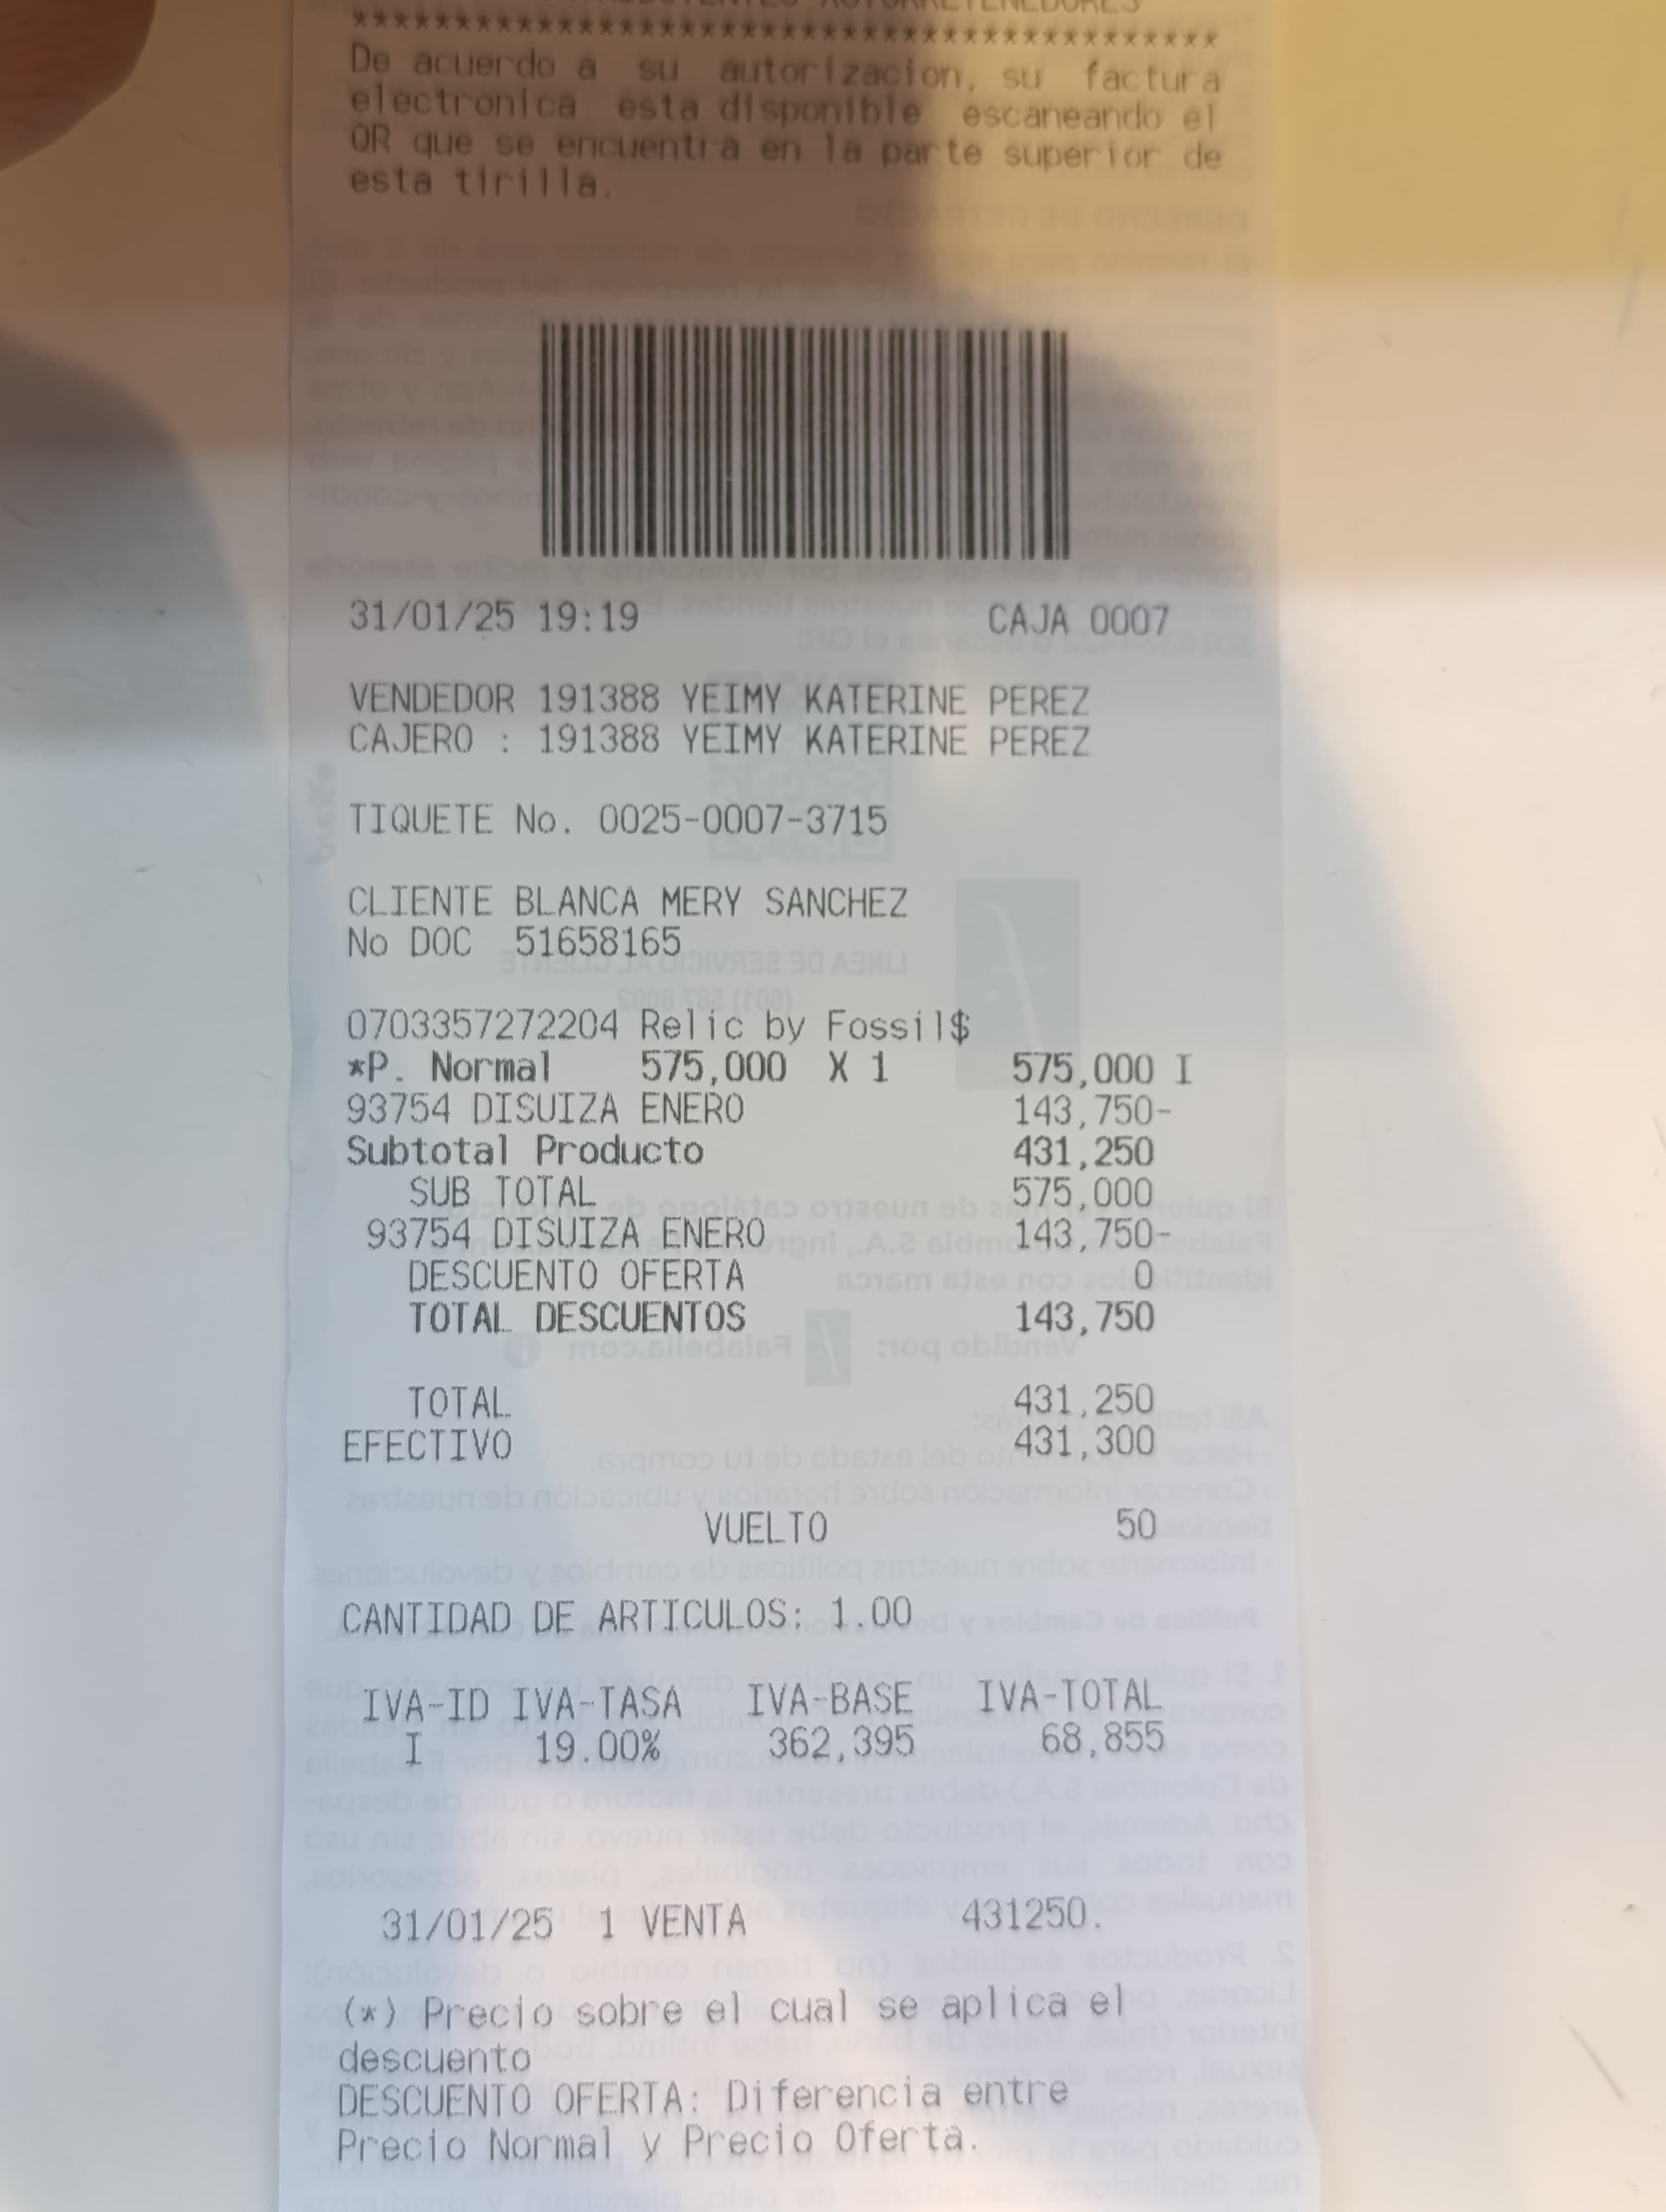 *******************************************
De acuerdo a su autorizacion, su factura
electronica esta disponible escaneando el
QR que se encuentra en la parte superior de
esta tirilla.
31/01/25 19:19 CAJA 0007
VENDEDOR 191388 YEIMY KATERINE PEREZ
CAJERO : 191388 YEIMY KATERINE PEREZ
TIQUETE No. 0025-0007-3715
CLIENTE BLANCA MERY SANCHEZ
No DOC 51658165
0703357272204 Relic by Fossil$
*P. Normal 575,000 X 1 575,000 I
93754 DISUIZA ENERO 143,750-
Subtotal Producto 431,250
SUB TOTAL 575,000
93754 DISUIZA ENERO 143,750-
DESCUENTO OFERTA 0
TOTAL DESCUENTOS 143,750
TOTAL 431,250
EFECTIVO 431,300
VUELTO 50
CANTIDAD DE ARTICULOS: 1.00
IVA-ID IVA-TASA IVA-BASE IVA-TOTAL
I 19.00% 362,395 68,855
31/01/25 1 VENTA 431250.
(*) Precio sobre el cual se aplica el
descuento
DESCUENTO OFERTA: Diferencia entre
Precio Normal y Precio Oferta.